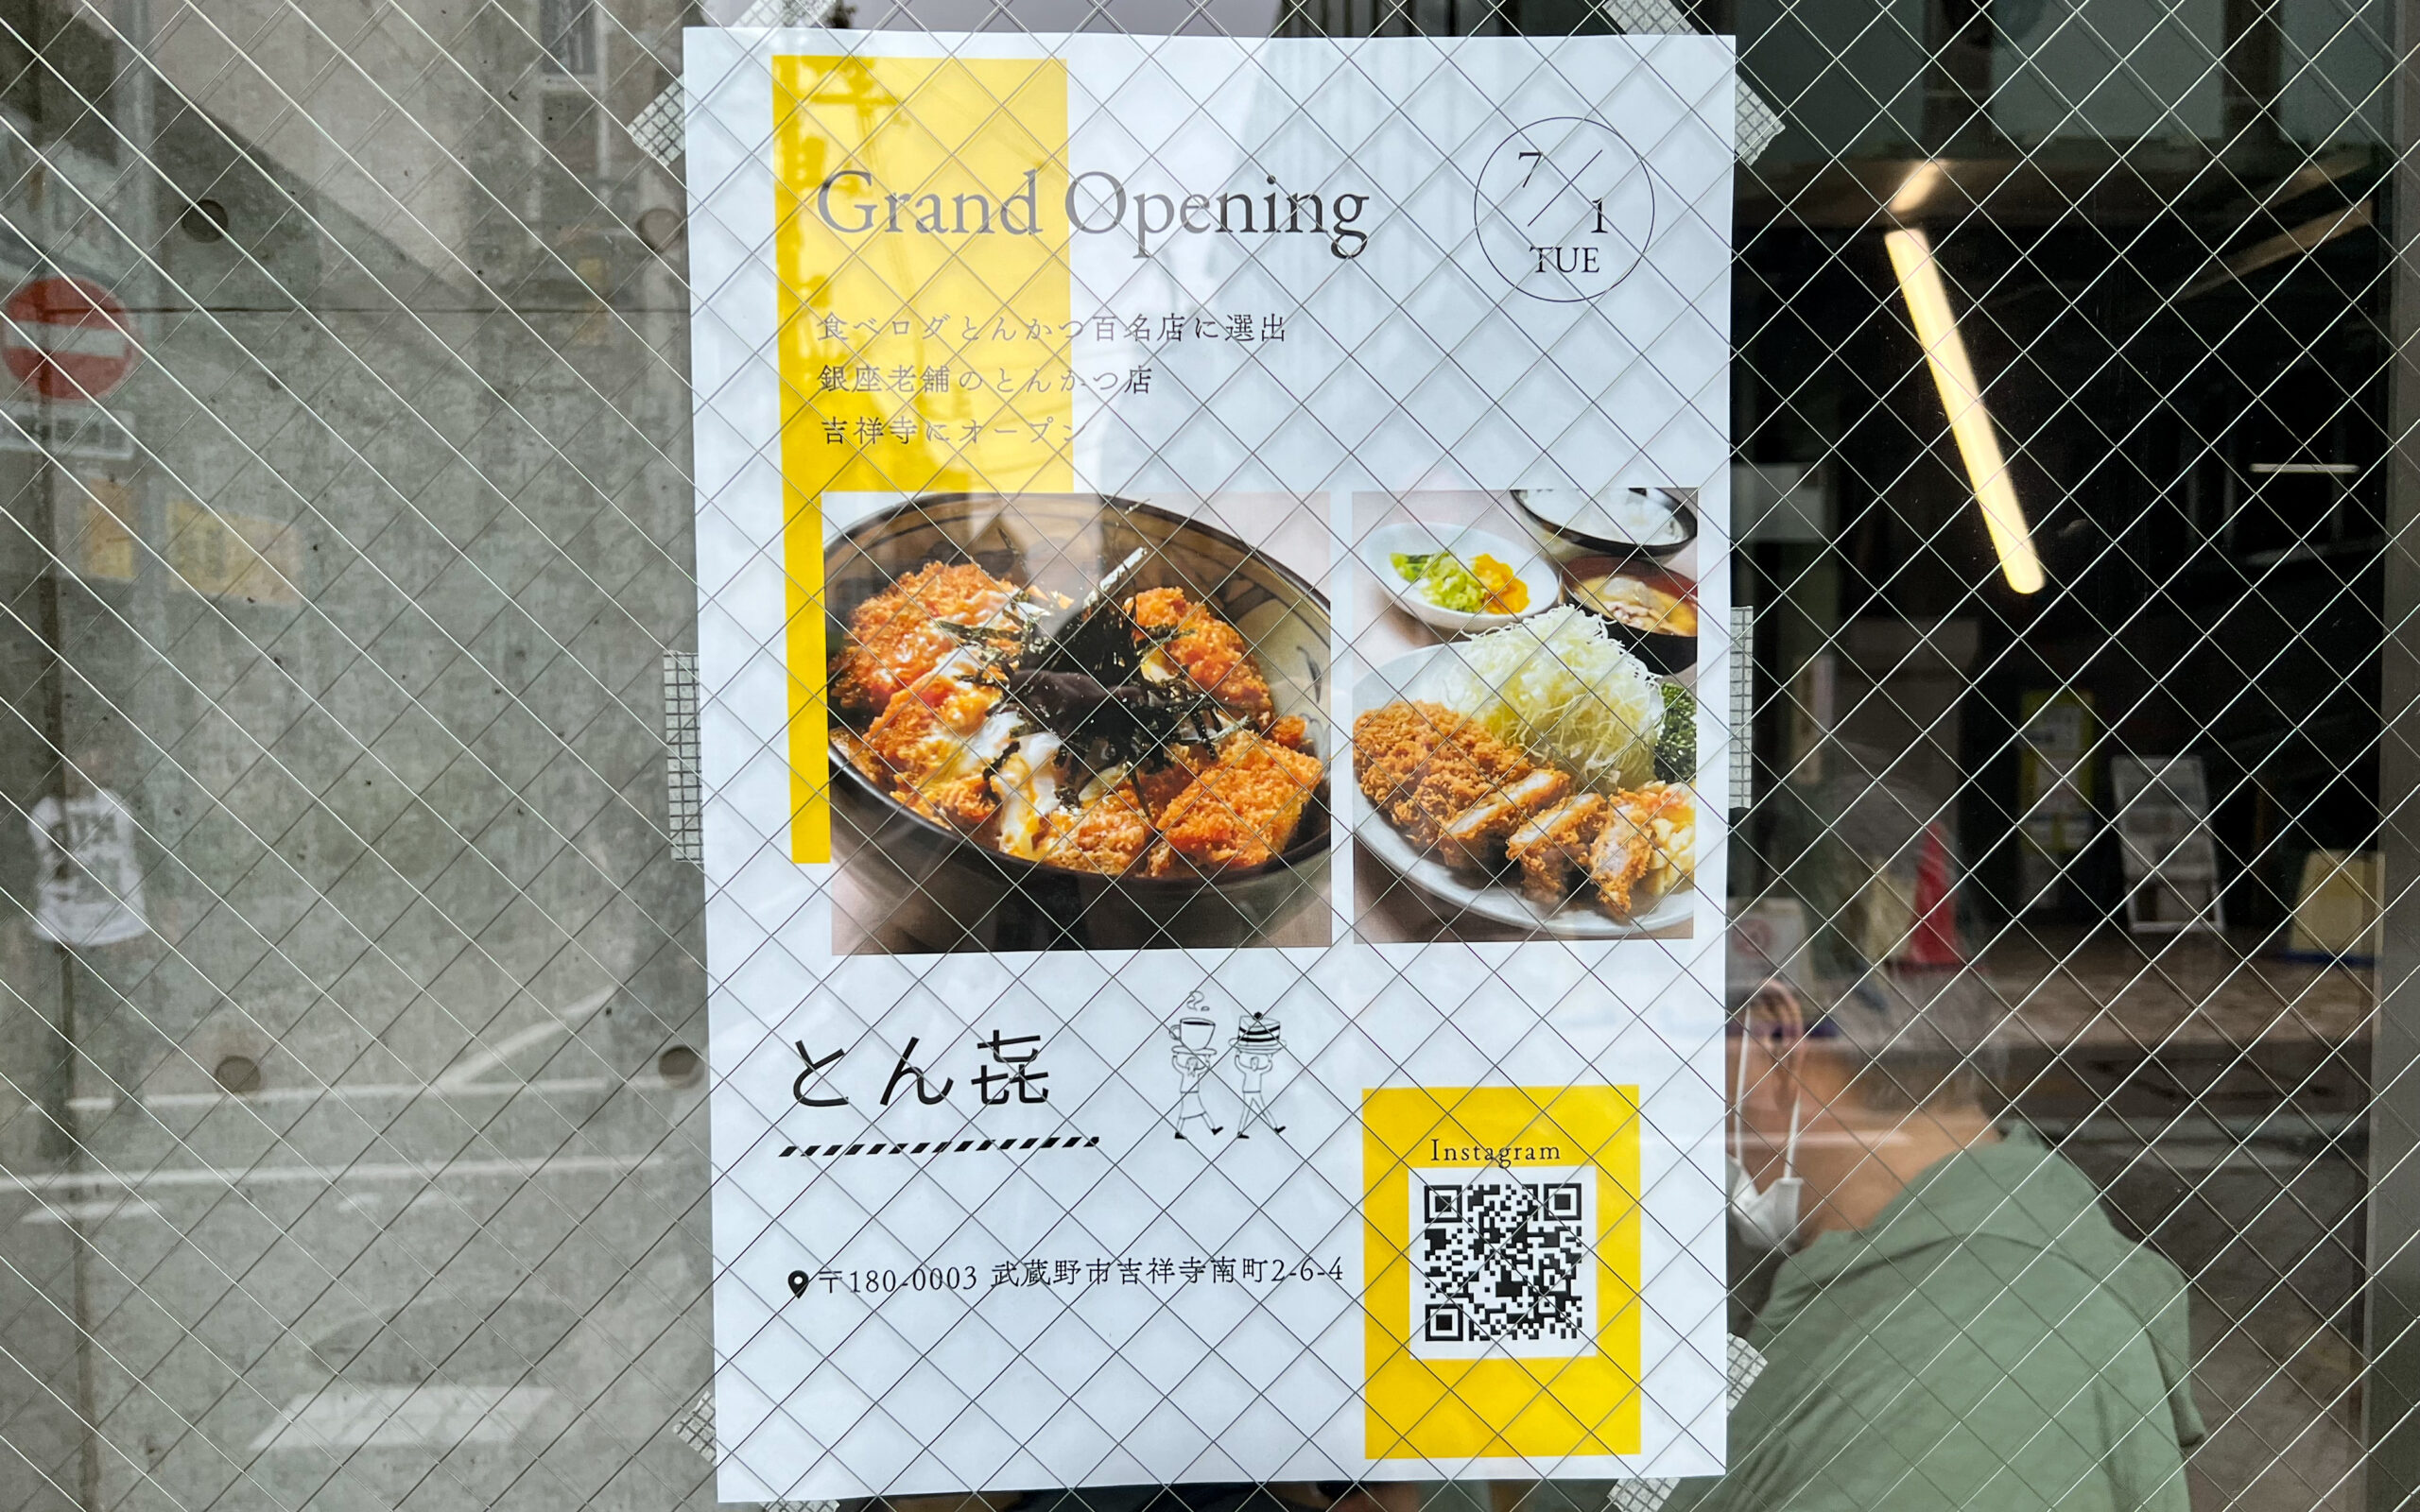 Grand Opening
7/1
TUE
食べログとんかつ百名店に選出
銀座老舗のとんかつ店
吉祥寺にオープン
とん㐂
Instagram
〒180-0003 武蔵野市吉祥寺南町2-6-4